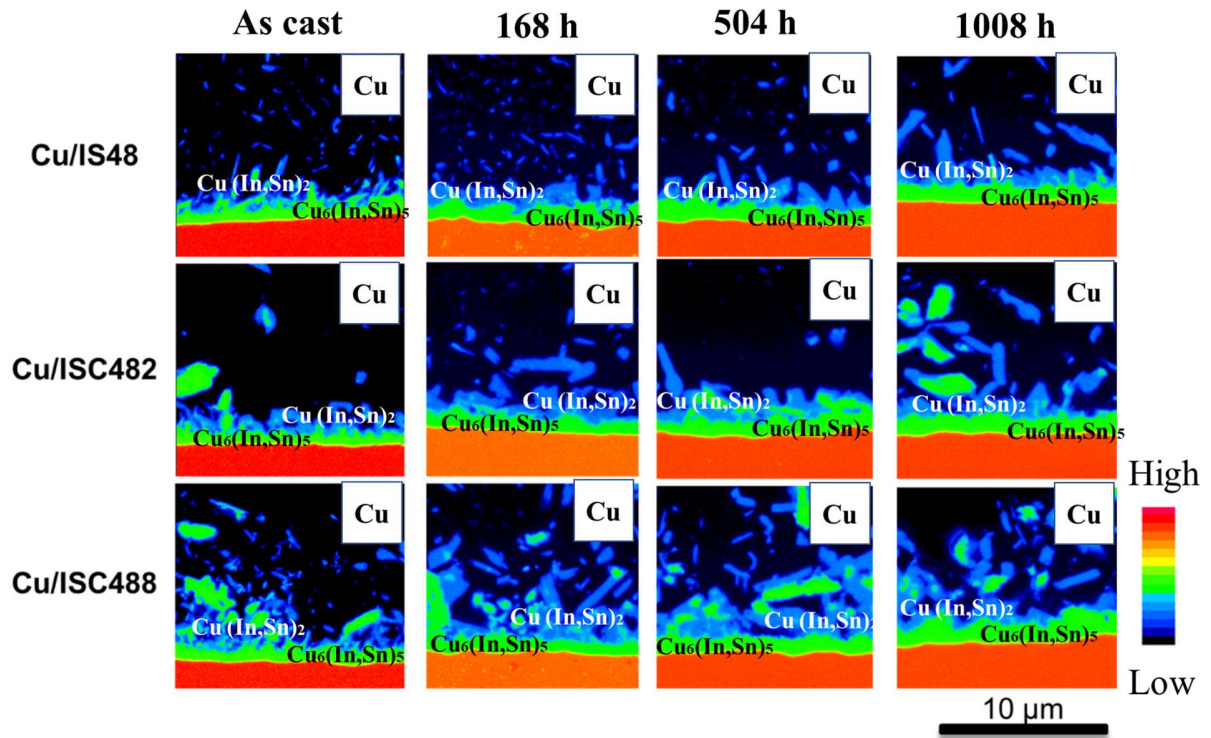 As cast 168 h 504 h 1008 h
Cu/IS48
Cu Cu Cu Cu
Cu (In,Sn)₂ Cu (In,Sn)₂ Cu (In,Sn)₂ Cu (In,Sn)₂
Cu₆(In,Sn)₅ Cu₆(In,Sn)₅ Cu₆(In,Sn)₅ Cu₆(In,Sn)₅
Cu/ISC482
Cu Cu Cu Cu
Cu (In,Sn)₂ Cu (In,Sn)₂ Cu (In,Sn)₂ Cu (In,Sn)₂
Cu₆(In,Sn)₅ Cu₆(In,Sn)₅ Cu₆(In,Sn)₅ Cu₆(In,Sn)₅
High
Cu/ISC488
Cu Cu Cu Cu
Cu (In,Sn)₂ Cu (In,Sn)₂ Cu (In,Sn)₂ Cu (In,Sn)₂
Cu₆(In,Sn)₅ Cu₆(In,Sn)₅ Cu₆(In,Sn)₅ Cu₆(In,Sn)₅
Low
10 μm